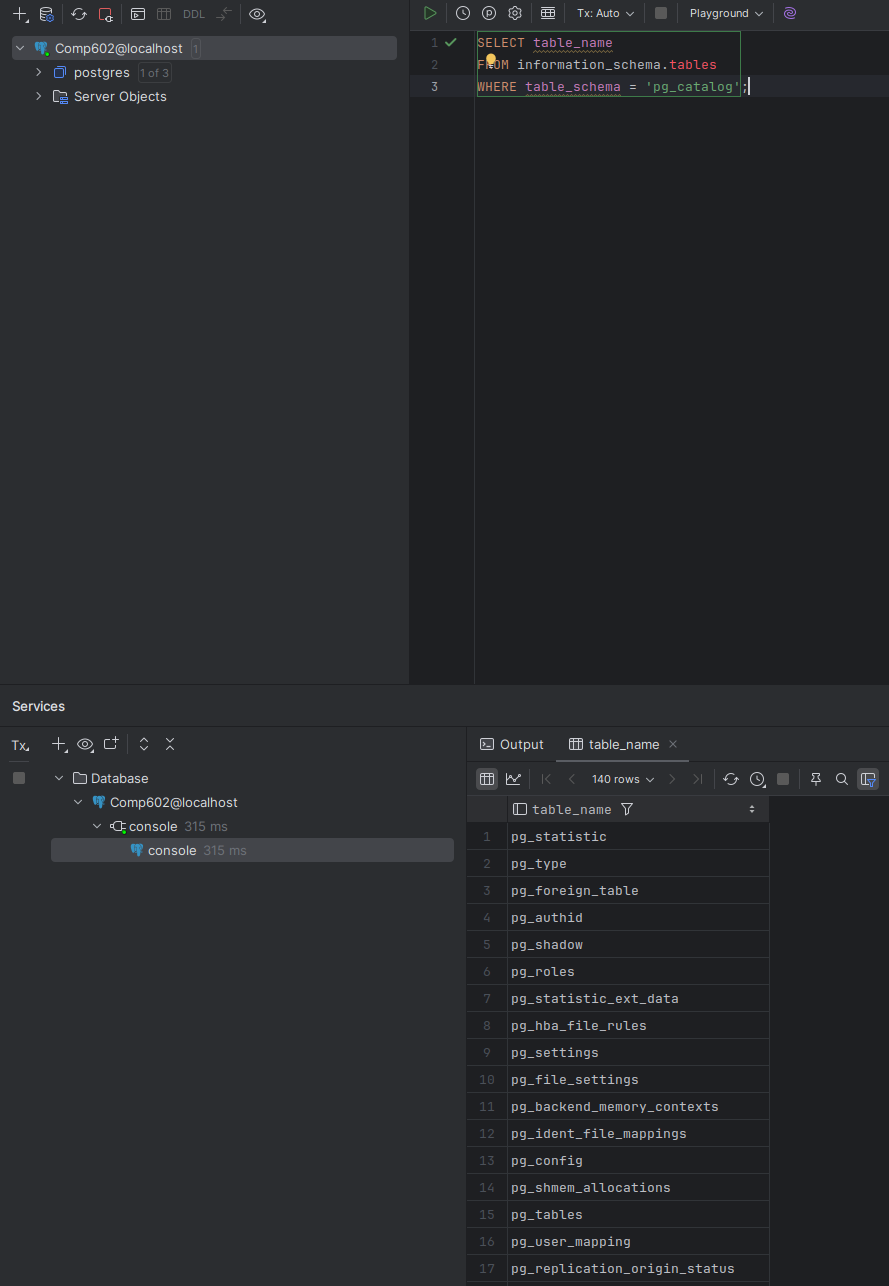 DDL
Tx: Auto
Playground
Comp602@localhost 1
postgres 1 of 3
Server Objects
1 SELECT table_name
2 FROM information_schema.tables
3 WHERE table_schema = 'pg_catalog';
Services
Tx
Database
Comp602@localhost
console 315 ms
console 315 ms
Output
table_name
140 rows
table_name
1 pg_statistic
2 pg_type
3 pg_foreign_table
4 pg_authid
5 pg_shadow
6 pg_roles
7 pg_statistic_ext_data
8 pg_hba_file_rules
9 pg_settings
10 pg_file_settings
11 pg_backend_memory_contexts
12 pg_ident_file_mappings
13 pg_config
14 pg_shmem_allocations
15 pg_tables
16 pg_user_mapping
17 pg_replication_origin_status